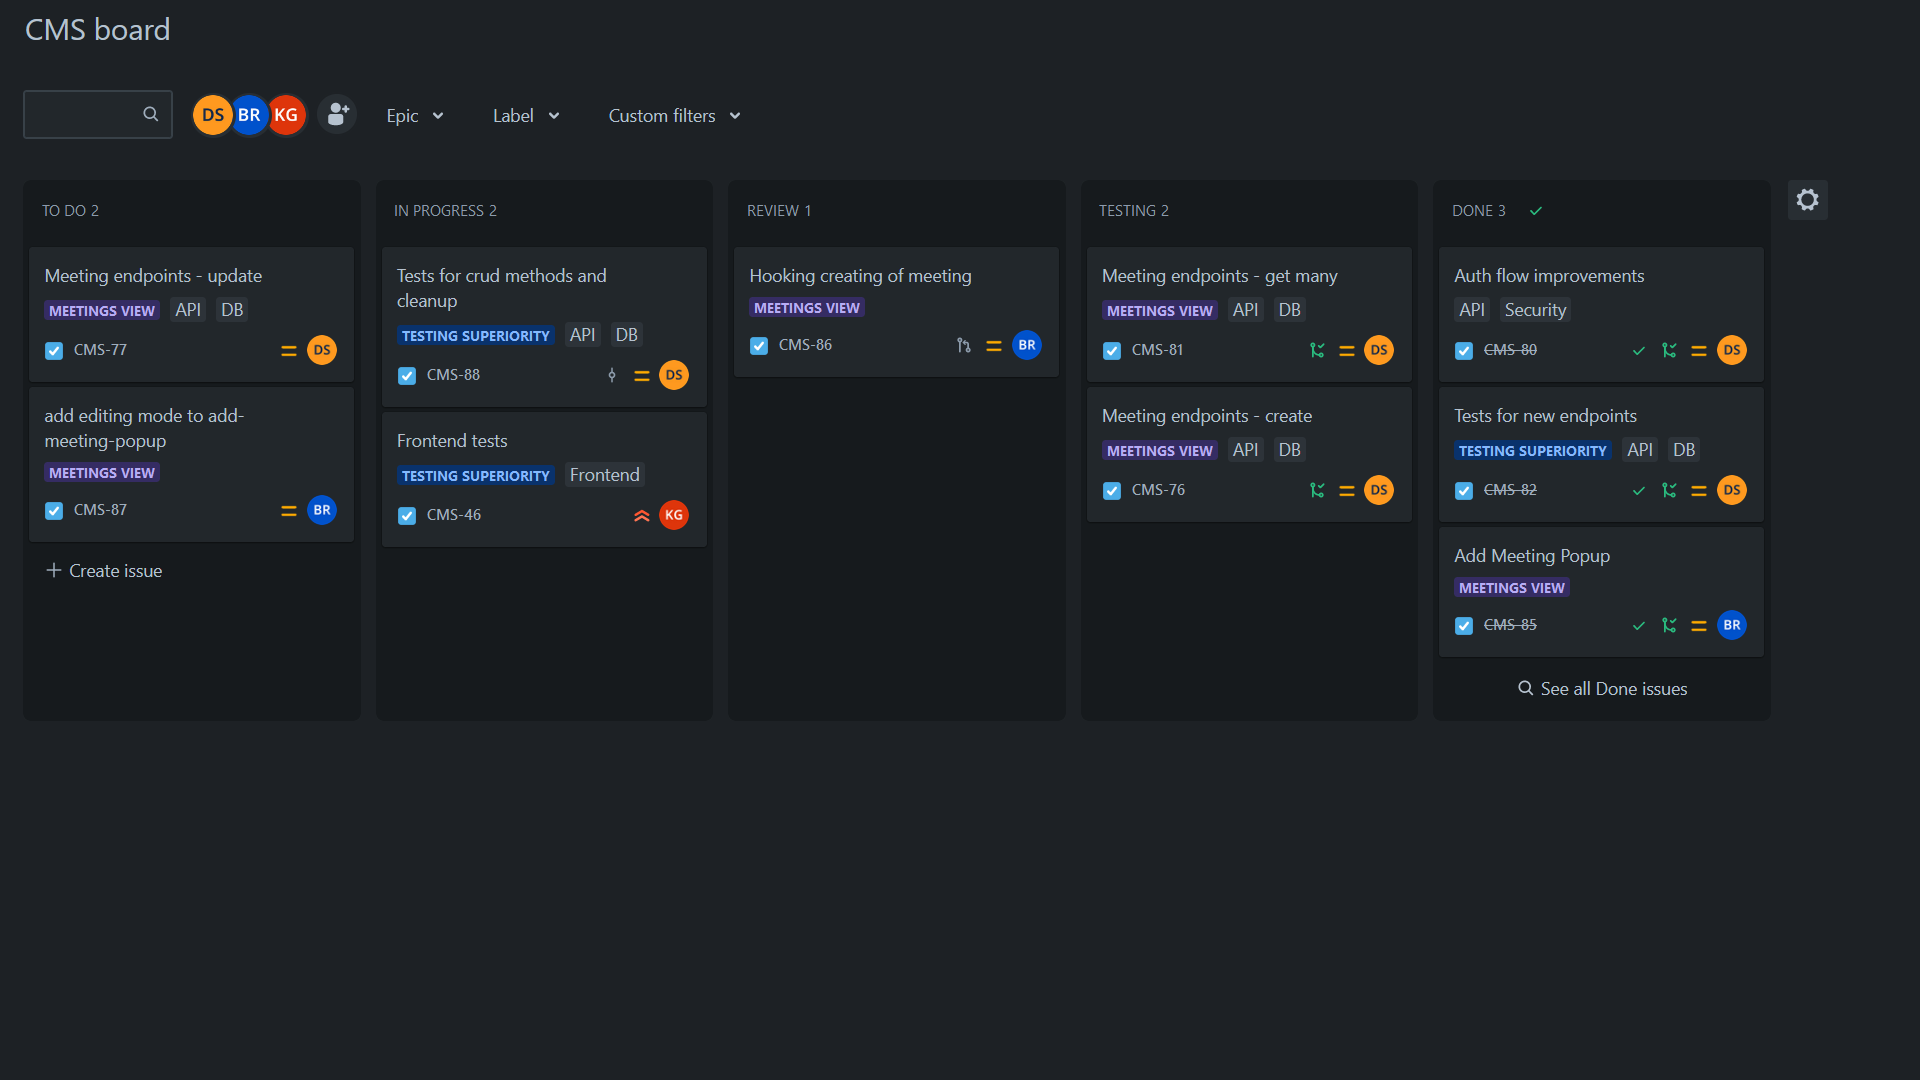 CMS board
DS BR KG Epic Label Custom filters
TO DO 2
Meeting endpoints - update
MEETINGS VIEW API DB
CMS-77 DS
add editing mode to add-
meeting-popup
MEETINGS VIEW
CMS-87 BR
Create issue
IN PROGRESS 2
Tests for crud methods and
cleanup
TESTING SUPERIORITY API DB
CMS-88 DS
Frontend tests
TESTING SUPERIORITY Frontend
CMS-46 KG
REVIEW 1
Hooking creating of meeting
MEETINGS VIEW
CMS-86 BR
TESTING 2
Meeting endpoints - get many
MEETINGS VIEW API DB
CMS-81 DS
Meeting endpoints - create
MEETINGS VIEW API DB
CMS-76 DS
DONE 3
Auth flow improvements
API Security
CMS-80 DS
Tests for new endpoints
TESTING SUPERIORITY API DB
CMS-82 DS
Add Meeting Popup
MEETINGS VIEW
CMS-85 BR
See all Done issues